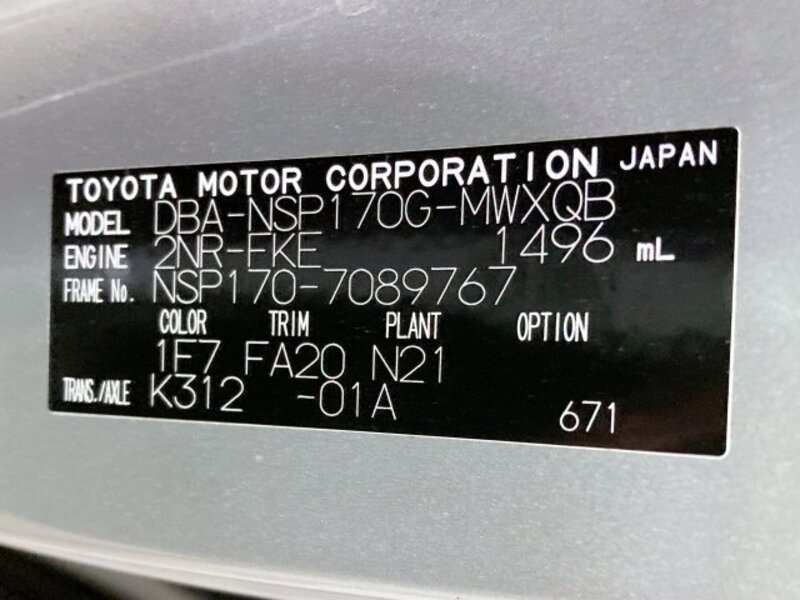 TOYOTA MOTOR CORPORATION JAPAN
MODEL DBA-NSP170G-MWXQB
ENGINE 2NR-FKE 1496 mL
FRAME No. NSP170-7089767
COLOR TRIM PLANT OPTION
1F7 FA20 N21
TRANS./AXLE K312 -01A
671